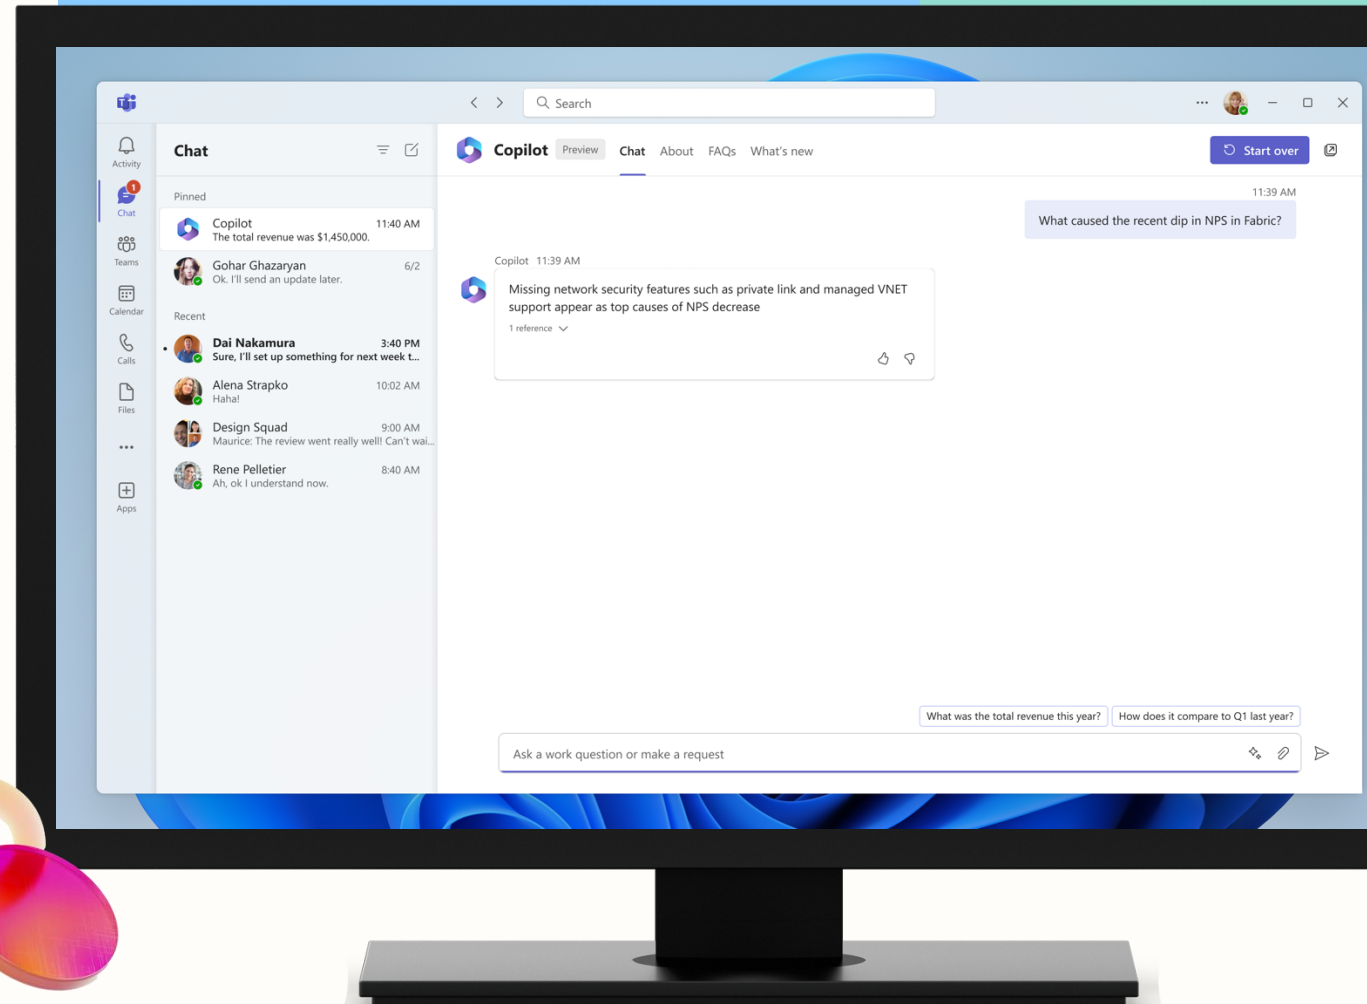 Search
Activity
1
Chat
Teams
Calendar
Calls
Files
Apps
Chat
Pinned
Copilot 11:40 AM
The total revenue was $1,450,000.
Gohar Ghazaryan 6/2
Ok. I'll send an update later.
Recent
Dai Nakamura 3:40 PM
Sure, I'll set up something for next week t...
Alena Strapko 10:02 AM
Haha!
Design Squad 9:00 AM
Maurice: The review went really well! Can't wai...
Rene Pelletier 8:40 AM
Ah, ok I understand now.
Copilot Preview Chat About FAQs What's new Start over
11:39 AM
What caused the recent dip in NPS in Fabric?
Copilot 11:39 AM
Missing network security features such as private link and managed VNET
support appear as top causes of NPS decrease
1 reference
What was the total revenue this year? How does it compare to Q1 last year?
Ask a work question or make a request